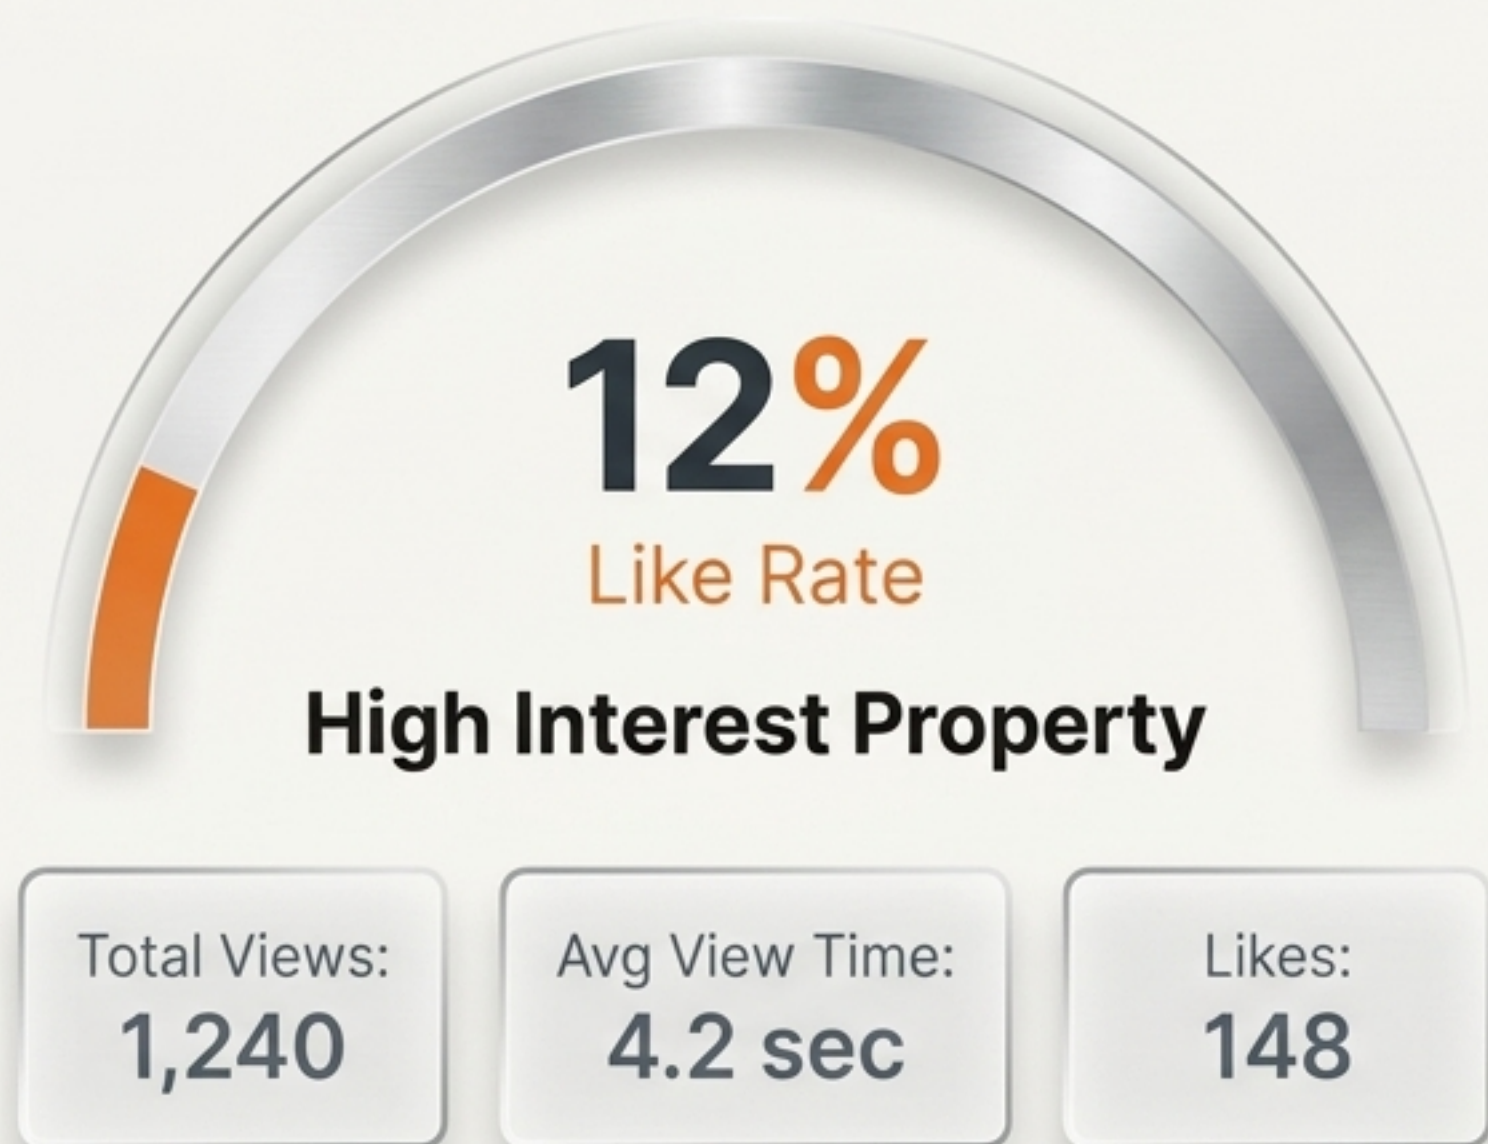 12%
Like Rate
High Interest Property
Total Views:
1,240
Avg View Time:
4.2 sec
Likes:
148